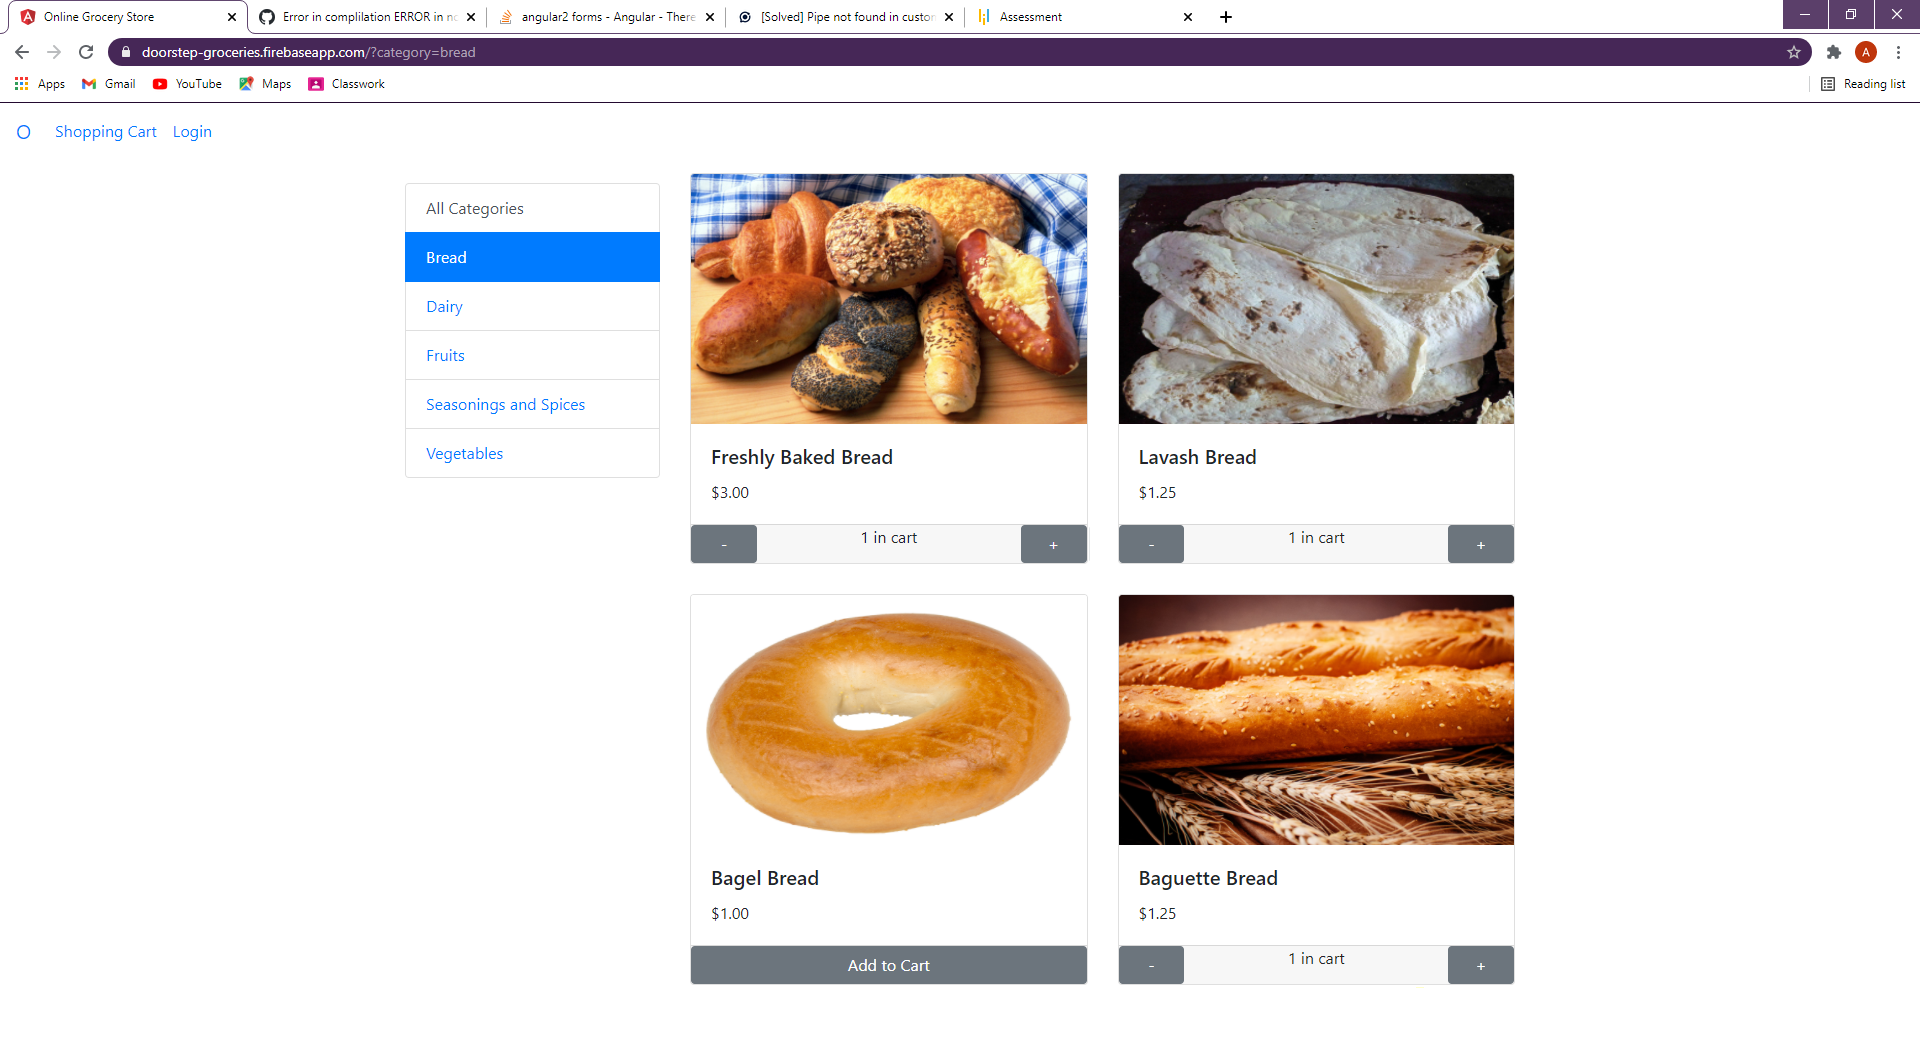 Online Grocery Store
Error in complilation ERROR in nc
angular2 forms - Angular - There
[Solved] Pipe not found in custor
Assessment
doorstep-groceries.firebaseapp.com/?category=bread
A
Apps
Gmail
YouTube
Maps
Classwork
Reading list
O
Shopping Cart
Login
All Categories
Bread
Dairy
Fruits
Seasonings and Spices
Vegetables
Freshly Baked Bread
$3.00
-
1 in cart
+
Lavash Bread
$1.25
-
1 in cart
+
Bagel Bread
$1.00
Add to Cart
Baguette Bread
$1.25
-
1 in cart
+